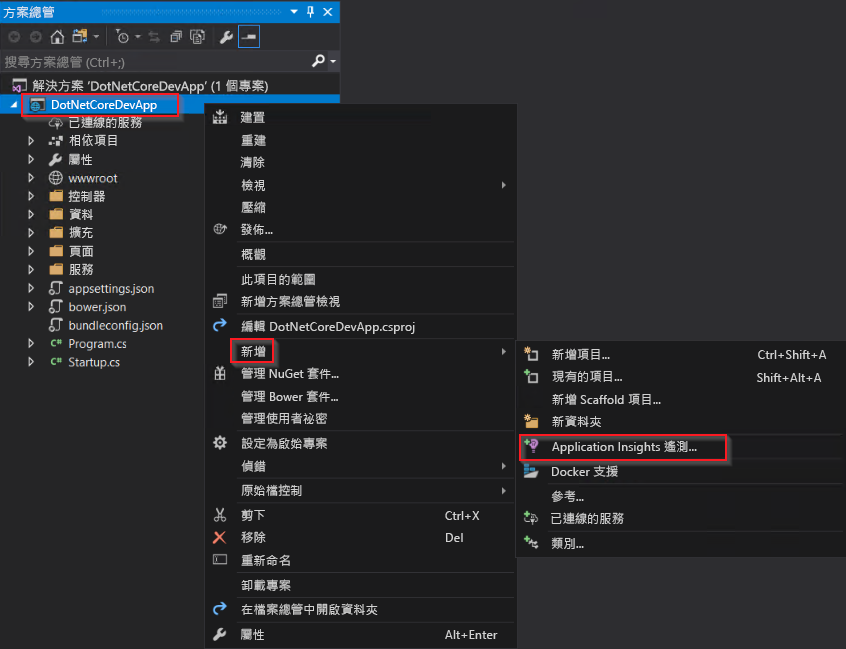 方案總管
搜尋方案總管 (Ctrl+;)
解決方案 'DotNetCoreDevApp' (1 個專案)
DotNetCoreDevApp
已連線的服務
相依項目
屬性
wwwroot
控制器
資料
擴充
頁面
服務
appsettings.json
bower.json
bundleconfig.json
C# Program.cs
C# Startup.cs
建置
重建
清除
檢視
壓縮
發佈...
概觀
此項目的範圍
新增方案總管檢視
編輯 DotNetCoreDevApp.csproj
新增
管理 NuGet 套件...
管理 Bower 套件...
管理使用者祕密
設定為啟始專案
偵錯
原始檔控制
剪下 Ctrl+X
移除 Del
重新命名
卸載專案
在檔案總管中開啟資料夾
屬性 Alt+Enter
新增項目... Ctrl+Shift+A
現有的項目... Shift+Alt+A
新增 Scaffold 項目...
新資料夾
Application Insights 遙測...
Docker 支援
參考...
已連線的服務
類別...